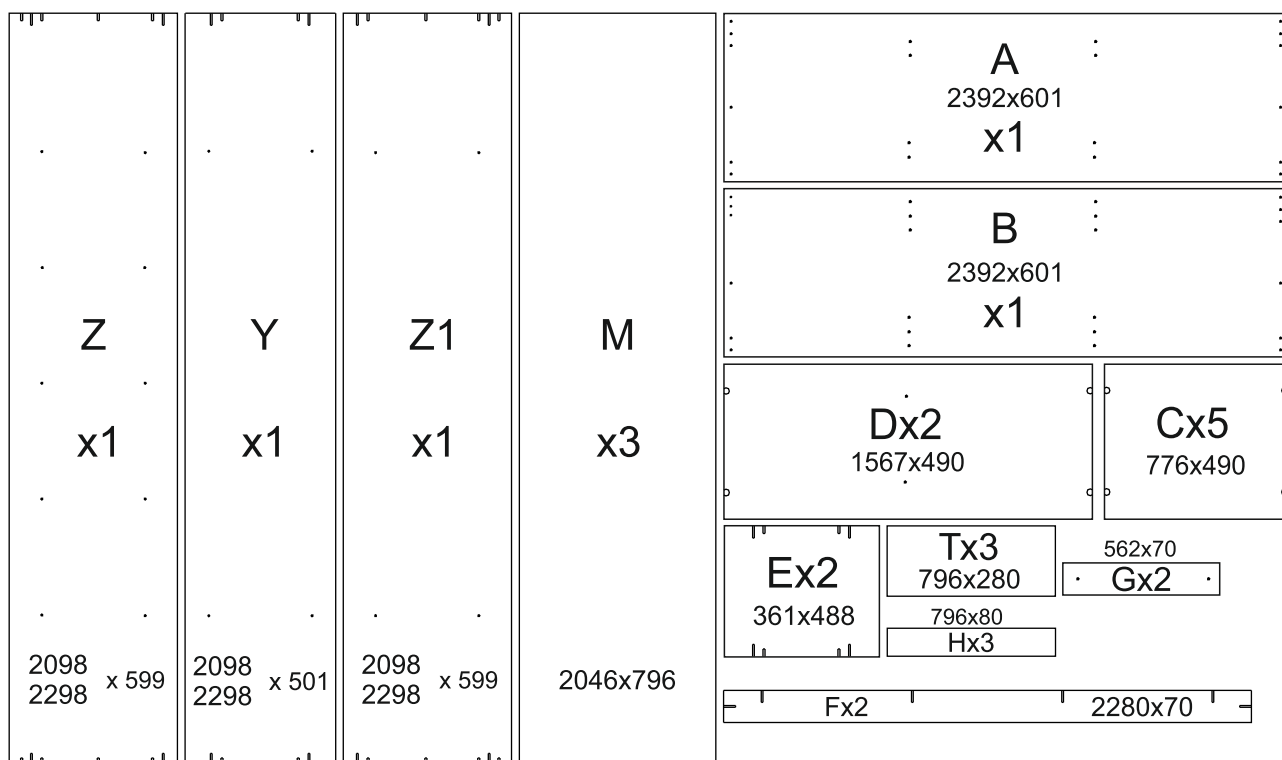 Z
x1
2098
2298
x 599
Y
x1
2098
2298
x 501
Z1
x1
2098
2298
x 599
M
x3
2046x796
A
2392x601
x1
B
2392x601
x1
Dx2
1567x490
Cx5
776x490
Ex2
361x488
Tx3
796x280
562x70
Gx2
796x80
Hx3
Fx2
2280x70